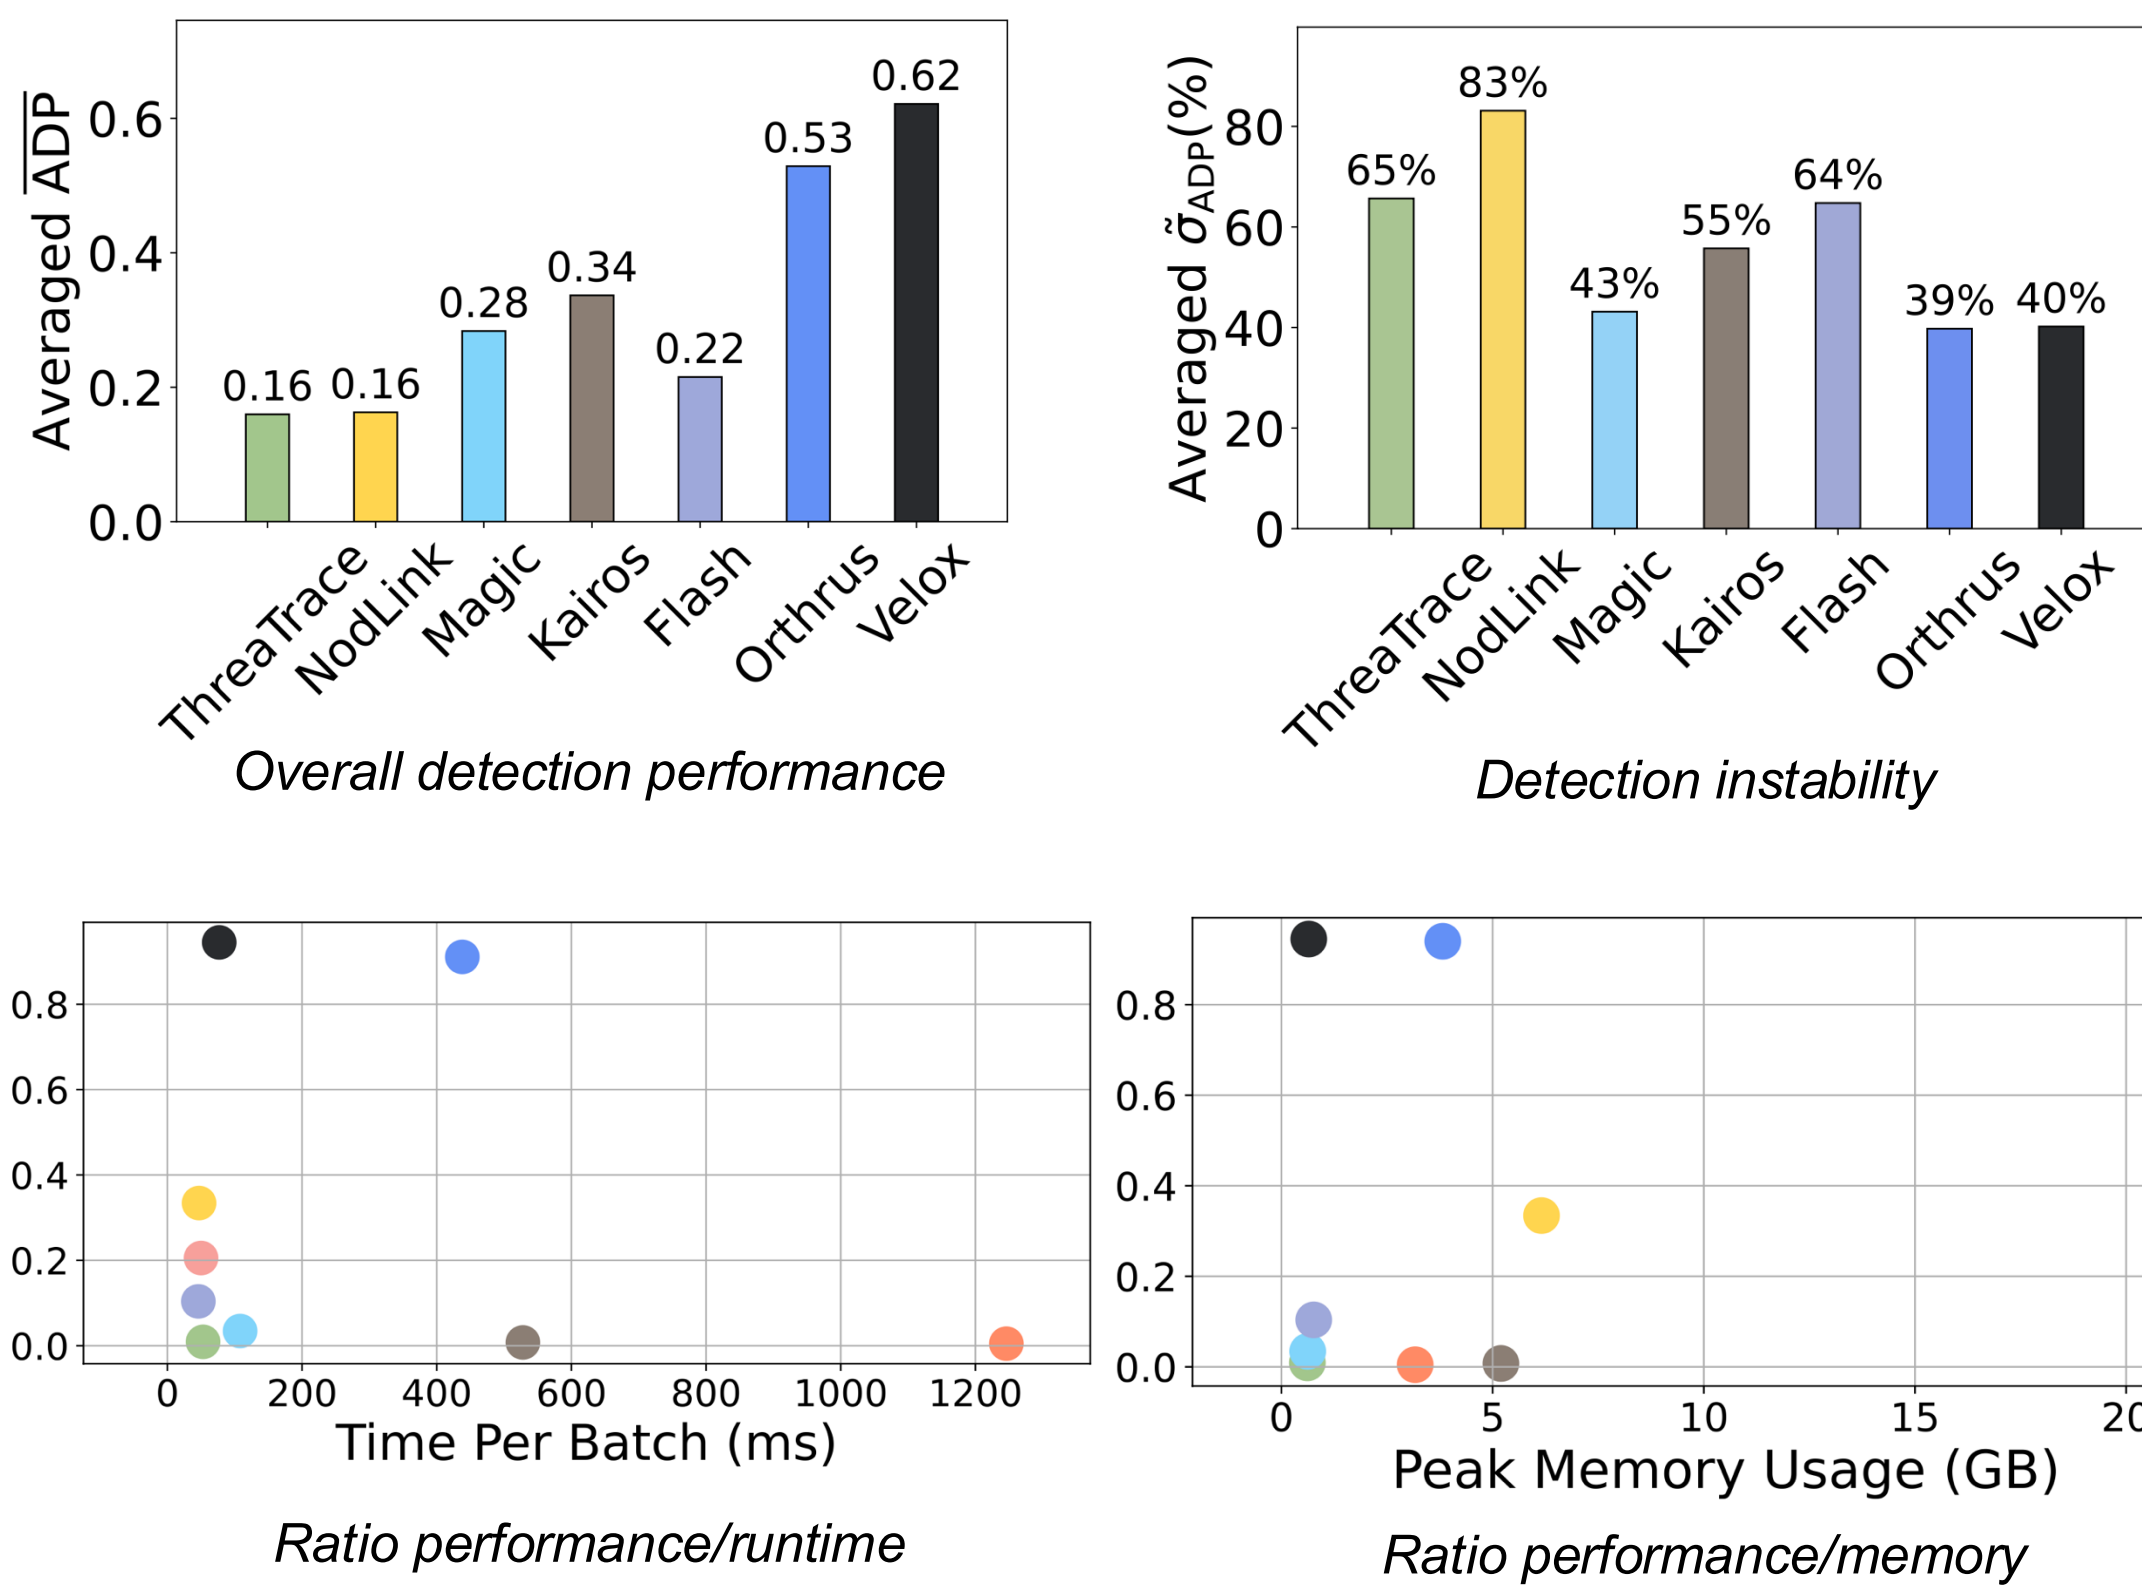 Averaged ADP
0.6
0.4
0.2
0.0
0.16
0.16
0.28
0.34
0.22
0.53
0.62
ThreaTrace
NodLink
Magic
Kairos
Flash
Orthrus
Velox
Overall detection performance
Averaged σ̃ADP(%)
80
60
40
20
0
65%
83%
43%
55%
64%
39%
40%
ThreaTrace
NodLink
Magic
Kairos
Flash
Orthrus
Velox
Detection instability
0.8
0.6
0.4
0.2
0.0
0 200 400 600 800 1000 1200
Time Per Batch (ms)
Ratio performance/runtime
0.8
0.6
0.4
0.2
0.0
0 5 10 15 20
Peak Memory Usage (GB)
Ratio performance/memory